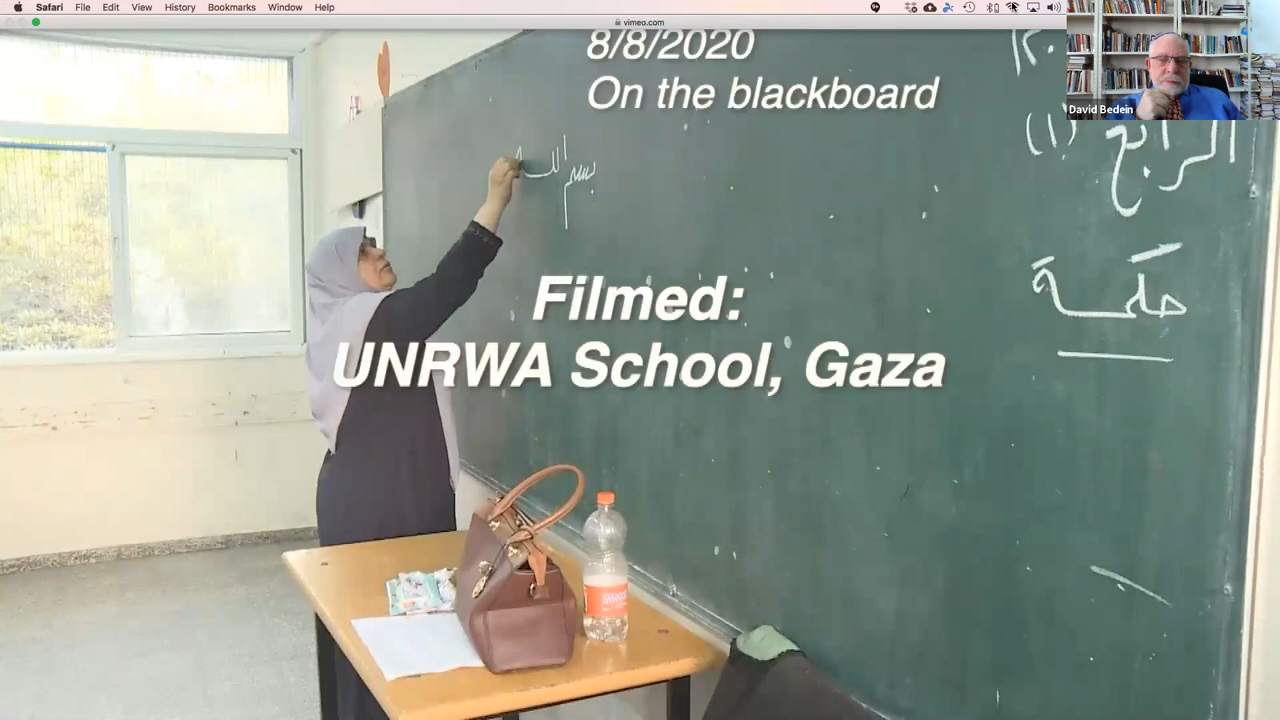 Safari File Edit View History Bookmarks Window Help
vimeo.com
David Bedein
8/8/2020
On the blackboard
بسم الله
الرابع (1)
Filmed:
UNRWA School, Gaza